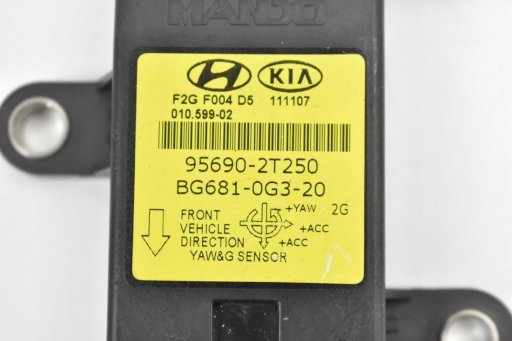 MANDO
HYUNDAI KIA
F2G F004 D5 111107
010.599-02
95690-2T250
BG681-0G3-20
FRONT +YAW 2G
VEHICLE +ACC
DIRECTION +ACC
YAW&G SENSOR